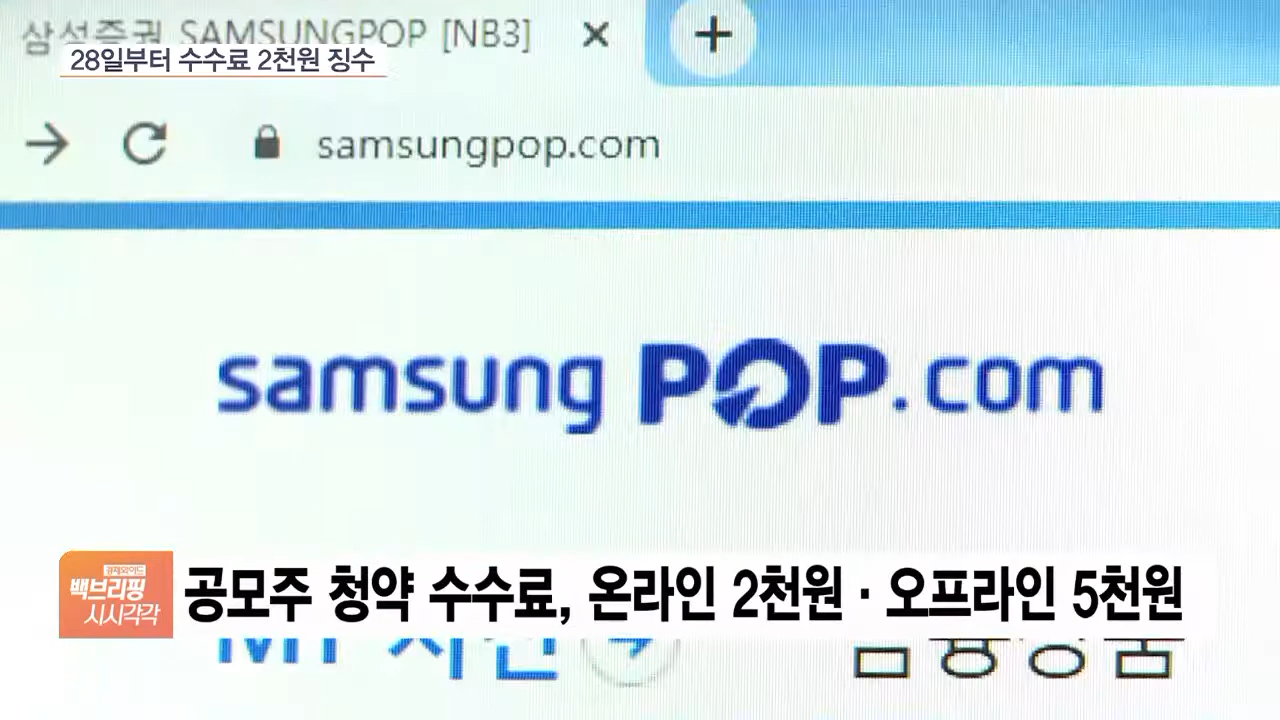 삼성증권 SAMSUNGPOP [NB3]
28일부터 수수료 2천원 징수
samsungpop.com
samsung POP.com
경제와이드
백브리핑
시시각각
공모주 청약 수수료, 온라인 2천원 · 오프라인 5천원